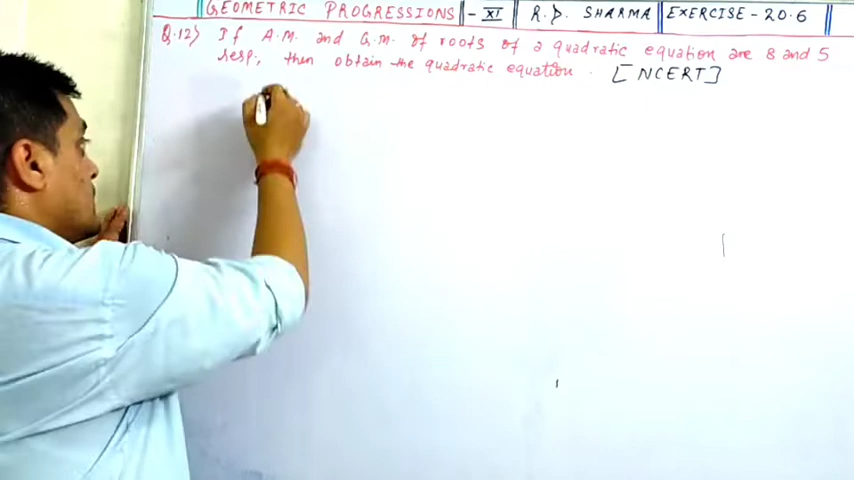 GEOMETRIC PROGRESSIONS - XI R.D. SHARMA EXERCISE - 20.6
Q.12) If A.M. and G.M. of roots of a quadratic equation are 8 and 5
resp., then obtain the quadratic equation . [NCERT]